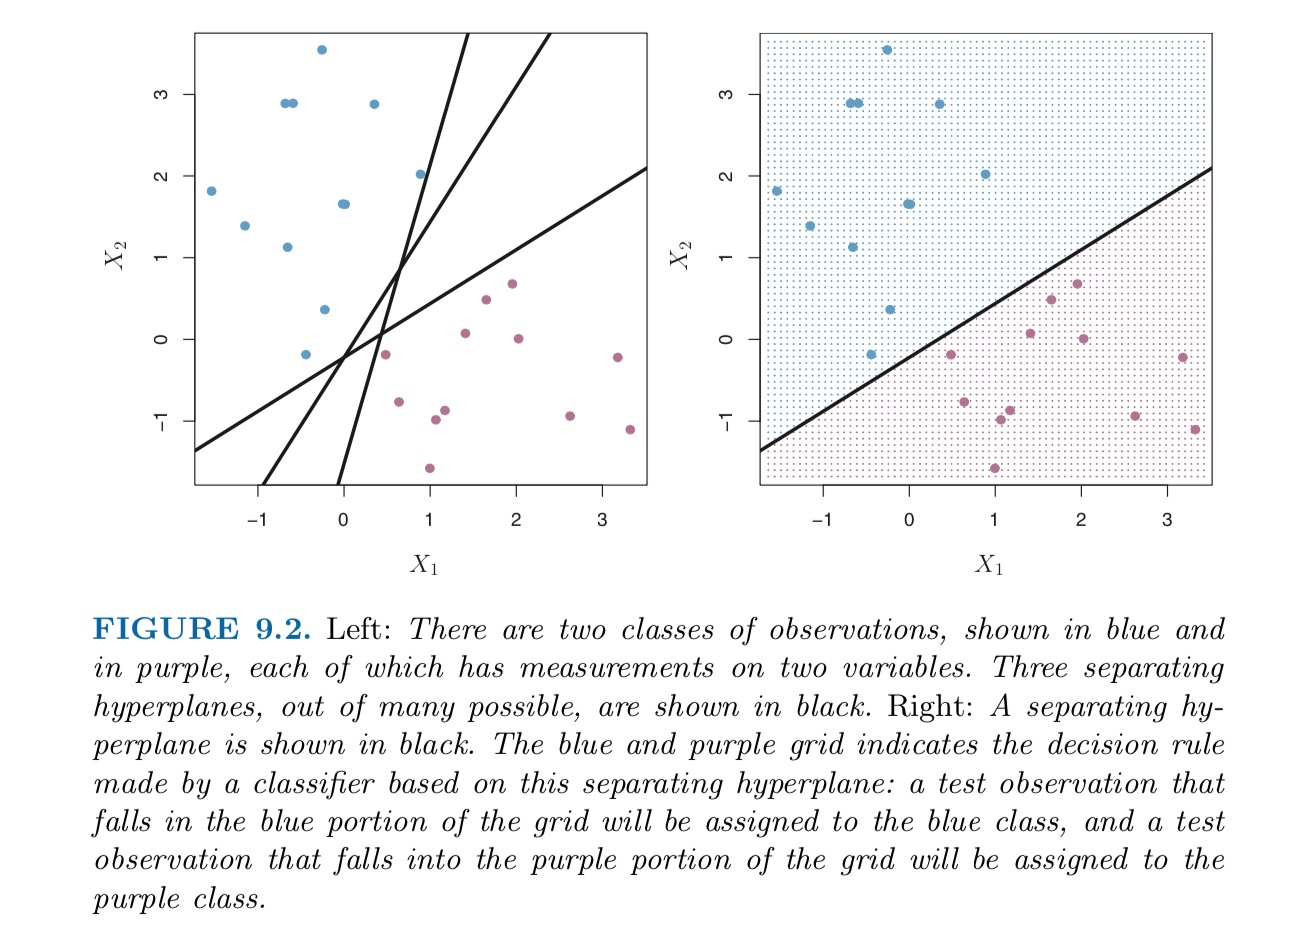 3
2
1
0
−1
X2
−1
0
1
2
3
X1
3
2
1
0
−1
X2
−1
0
1
2
3
X1
FIGURE 9.2. Left: There are two classes of observations, shown in blue and
in purple, each of which has measurements on two variables. Three separating
hyperplanes, out of many possible, are shown in black. Right: A separating hy-
perplane is shown in black. The blue and purple grid indicates the decision rule
made by a classifier based on this separating hyperplane: a test observation that
falls in the blue portion of the grid will be assigned to the blue class, and a test
observation that falls into the purple portion of the grid will be assigned to the
purple class.